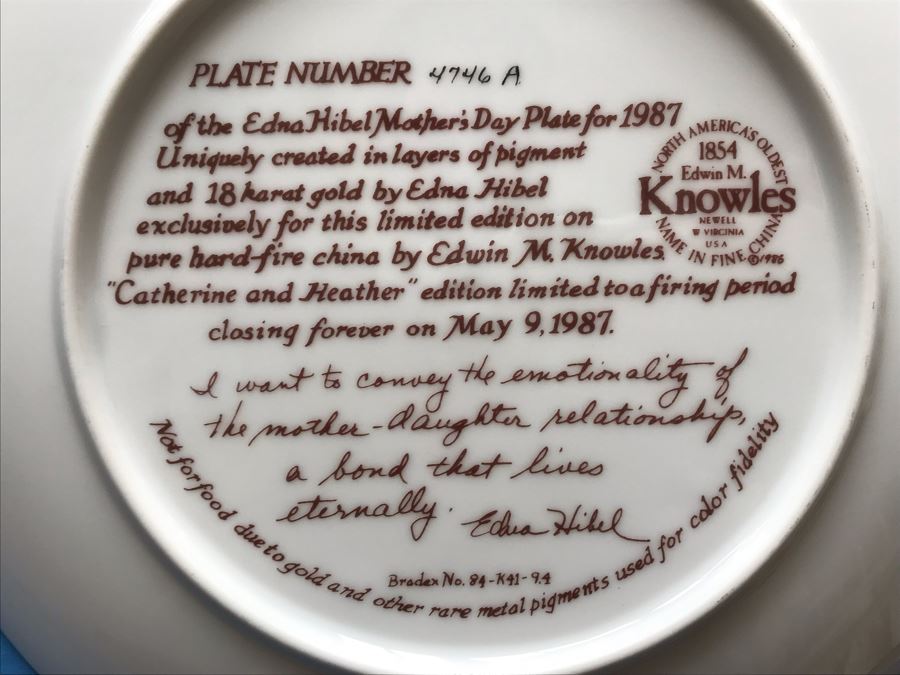 PLATE NUMBER 4746 A
of the Edna Hibel Mother's Day Plate for 1987
Uniquely created in layers of pigment
and 18 karat gold by Edna Hibel
exclusively for this limited edition on
pure hard-fire china by Edwin M. Knowles.
"Catherine and Heather" edition limited to a firing period
closing forever on May 9, 1987.
NORTH AMERICA'S OLDEST
1854
Edwin M.
Knowles
NEWELL
W VIRGINIA
USA
NAME IN FINE CHINA
©1986
I want to convey the emotionality of
the mother-daughter relationship,
a bond that lives
eternally. Edna Hibel
Bradex No. 84-K41-9.4
Not for food due to gold and other rare metal pigments used for color fidelity